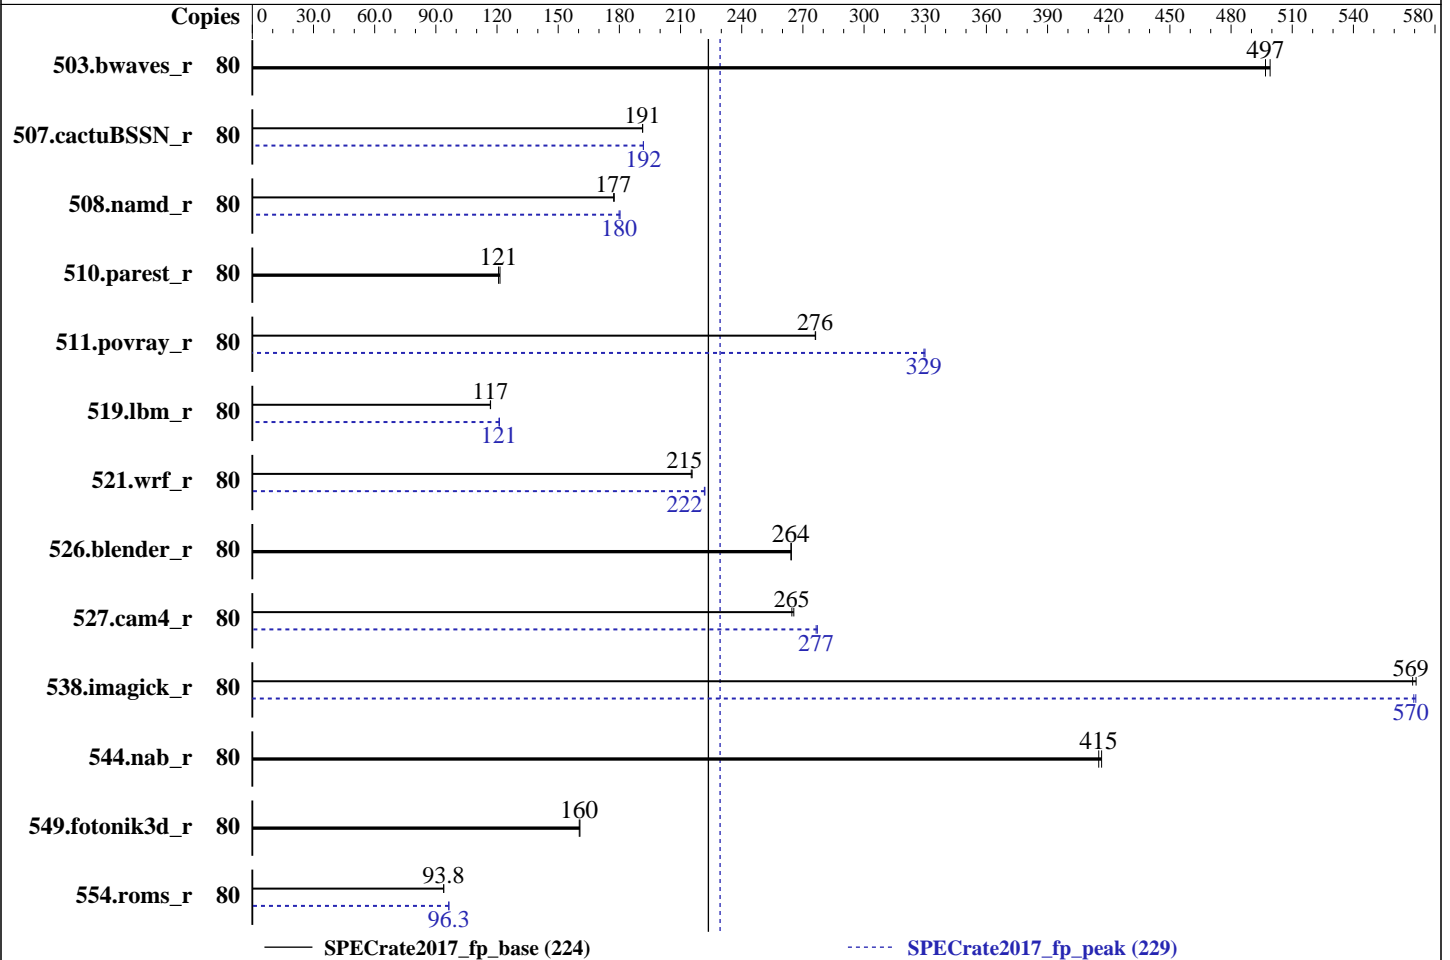 Copies 0 30.0 60.0 90.0 120 150 180 210 240 270 300 330 360 390 420 450 480 510 540 580
503.bwaves_r 80 497
507.cactuBSSN_r 80 191
192
508.namd_r 80 177
180
510.parest_r 80 121
511.povray_r 80 276
329
519.lbm_r 80 117
121
521.wrf_r 80 215
222
526.blender_r 80 264
527.cam4_r 80 265
277
538.imagick_r 80 569
570
544.nab_r 80 415
549.fotonik3d_r 80 160
554.roms_r 80 93.8
96.3
SPECrate2017_fp_base (224) SPECrate2017_fp_peak (229)